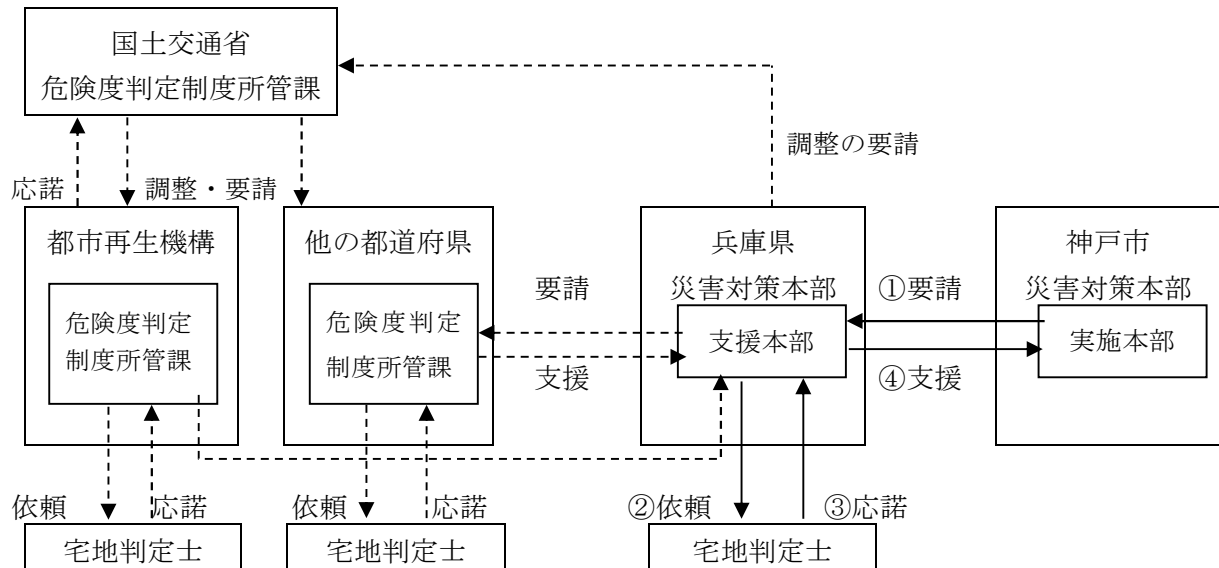 国土交通省
危険度判定制度所管課
調整の要請
応諾
調整・要請
都市再生機構
他の都道府県
兵庫県
神戸市
災害対策本部
①要請
災害対策本部
要請
危険度判定
制度所管課
危険度判定
制度所管課
支援本部
実施本部
支援
④支援
依頼
応諾
依頼
応諾
②依頼
③応諾
宅地判定士
宅地判定士
宅地判定士